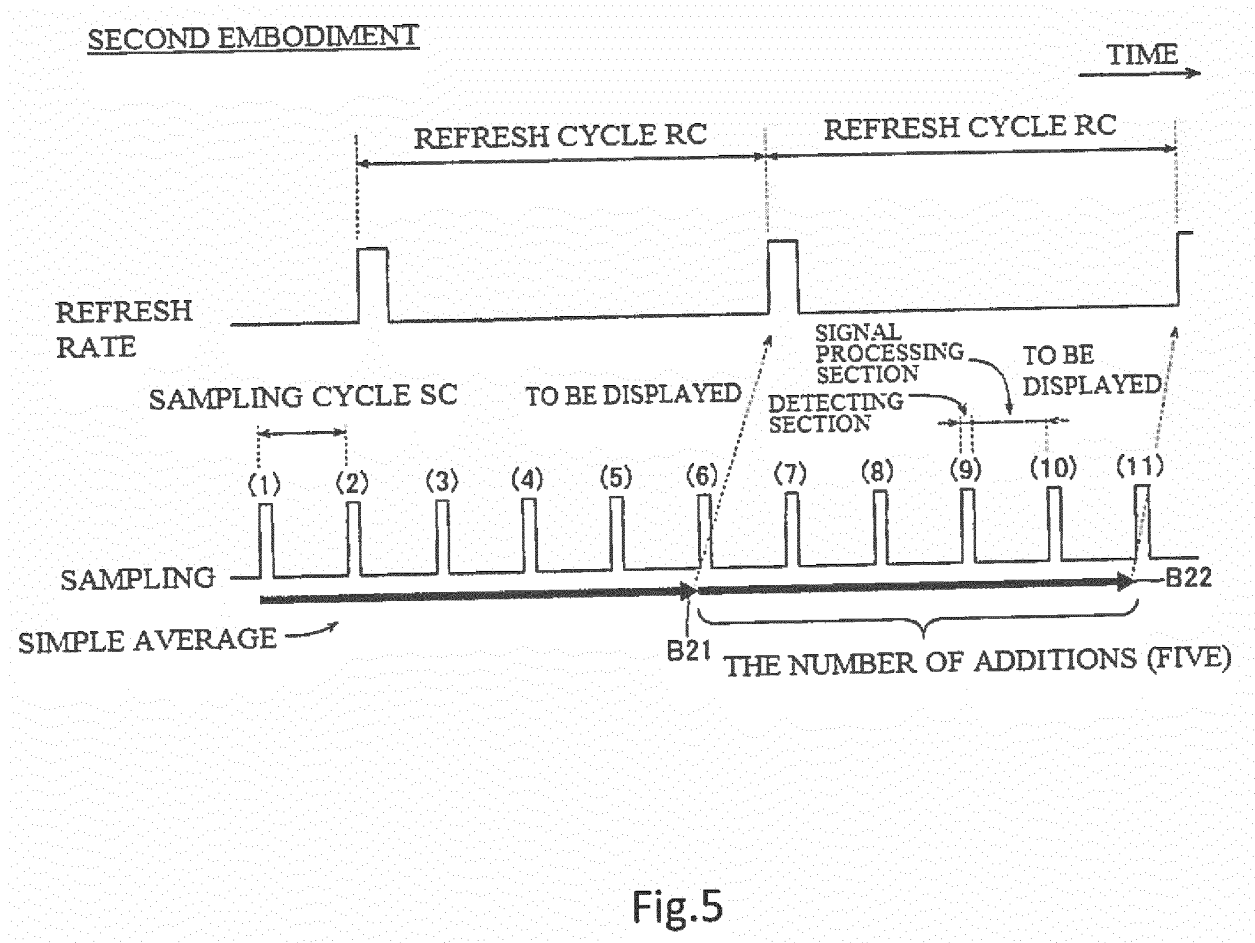 SECOND EMBODIMENT
TIME
REFRESH CYCLE RC
REFRESH CYCLE RC
REFRESH
RATE
SIGNAL
PROCESSING
SECTION
TO BE
DISPLAYED
SAMPLING CYCLE SC
TO BE DISPLAYED
DETECTING
SECTION
(1) (2) (3) (4) (5) (6) (7) (8) (9) (10) (11)
SAMPLING
B22
SIMPLE AVERAGE
B21
THE NUMBER OF ADDITIONS (FIVE)
Fig.5